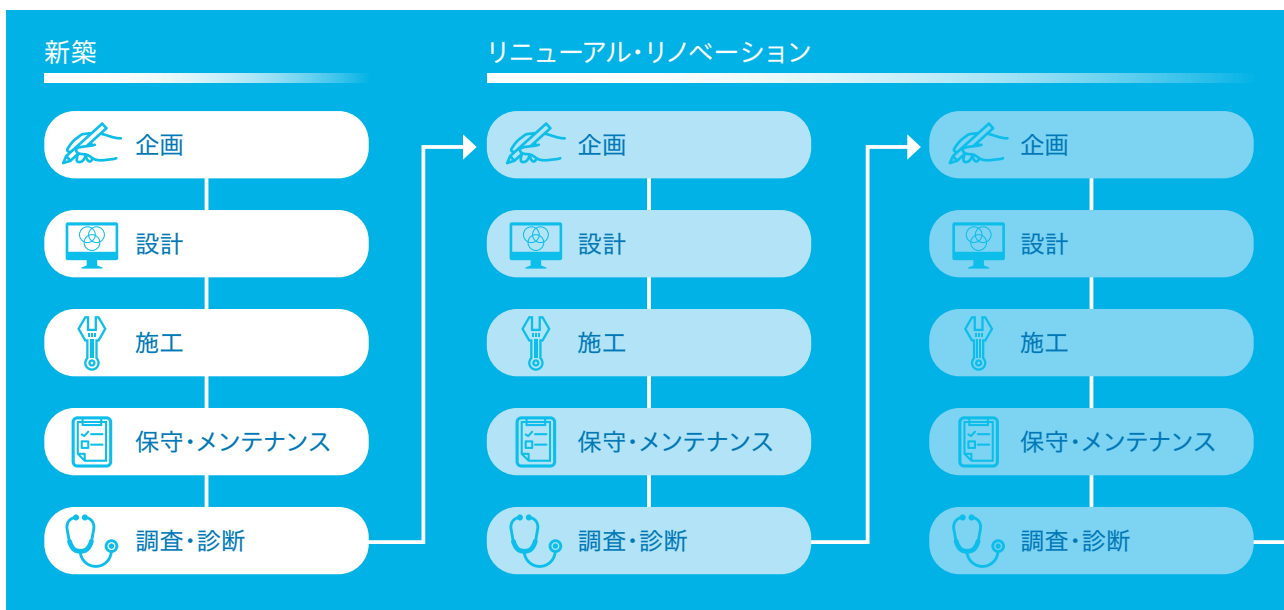 新築
企画
設計
施工
保守・メンテナンス
調査・診断
リニューアル・リノベーション
企画
設計
施工
保守・メンテナンス
調査・診断
企画
設計
施工
保守・メンテナンス
調査・診断